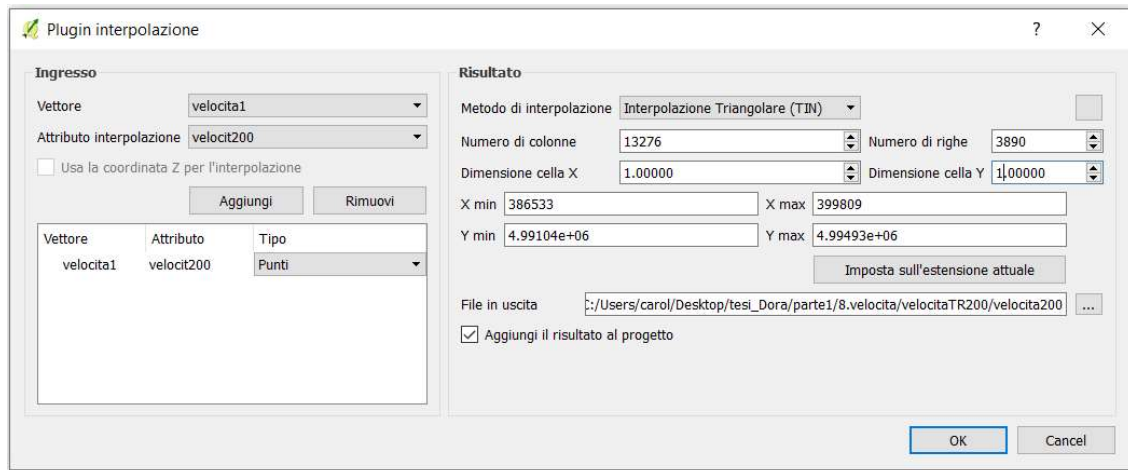 Plugin interpolazione
?
Ingresso
Vettore velocita1
Attributo interpolazione velocit200
Usa la coordinata Z per l'interpolazione
Aggiungi Rimuovi
Vettore Attributo Tipo
velocita1 velocit200 Punti
Risultato
Metodo di interpolazione Interpolazione Triangolare (TIN)
Numero di colonne 13276 Numero di righe 3890
Dimensione cella X 1.00000 Dimensione cella Y 1.00000
X min 386533 X max 399809
Y min 4.99104e+06 Y max 4.99493e+06
Imposta sull'estensione attuale
File in uscita C:/Users/carol/Desktop/tesi_Dora/parte1/8.velocita/velocitaTR200/velocita200 ...
Aggiungi il risultato al progetto
OK Cancel